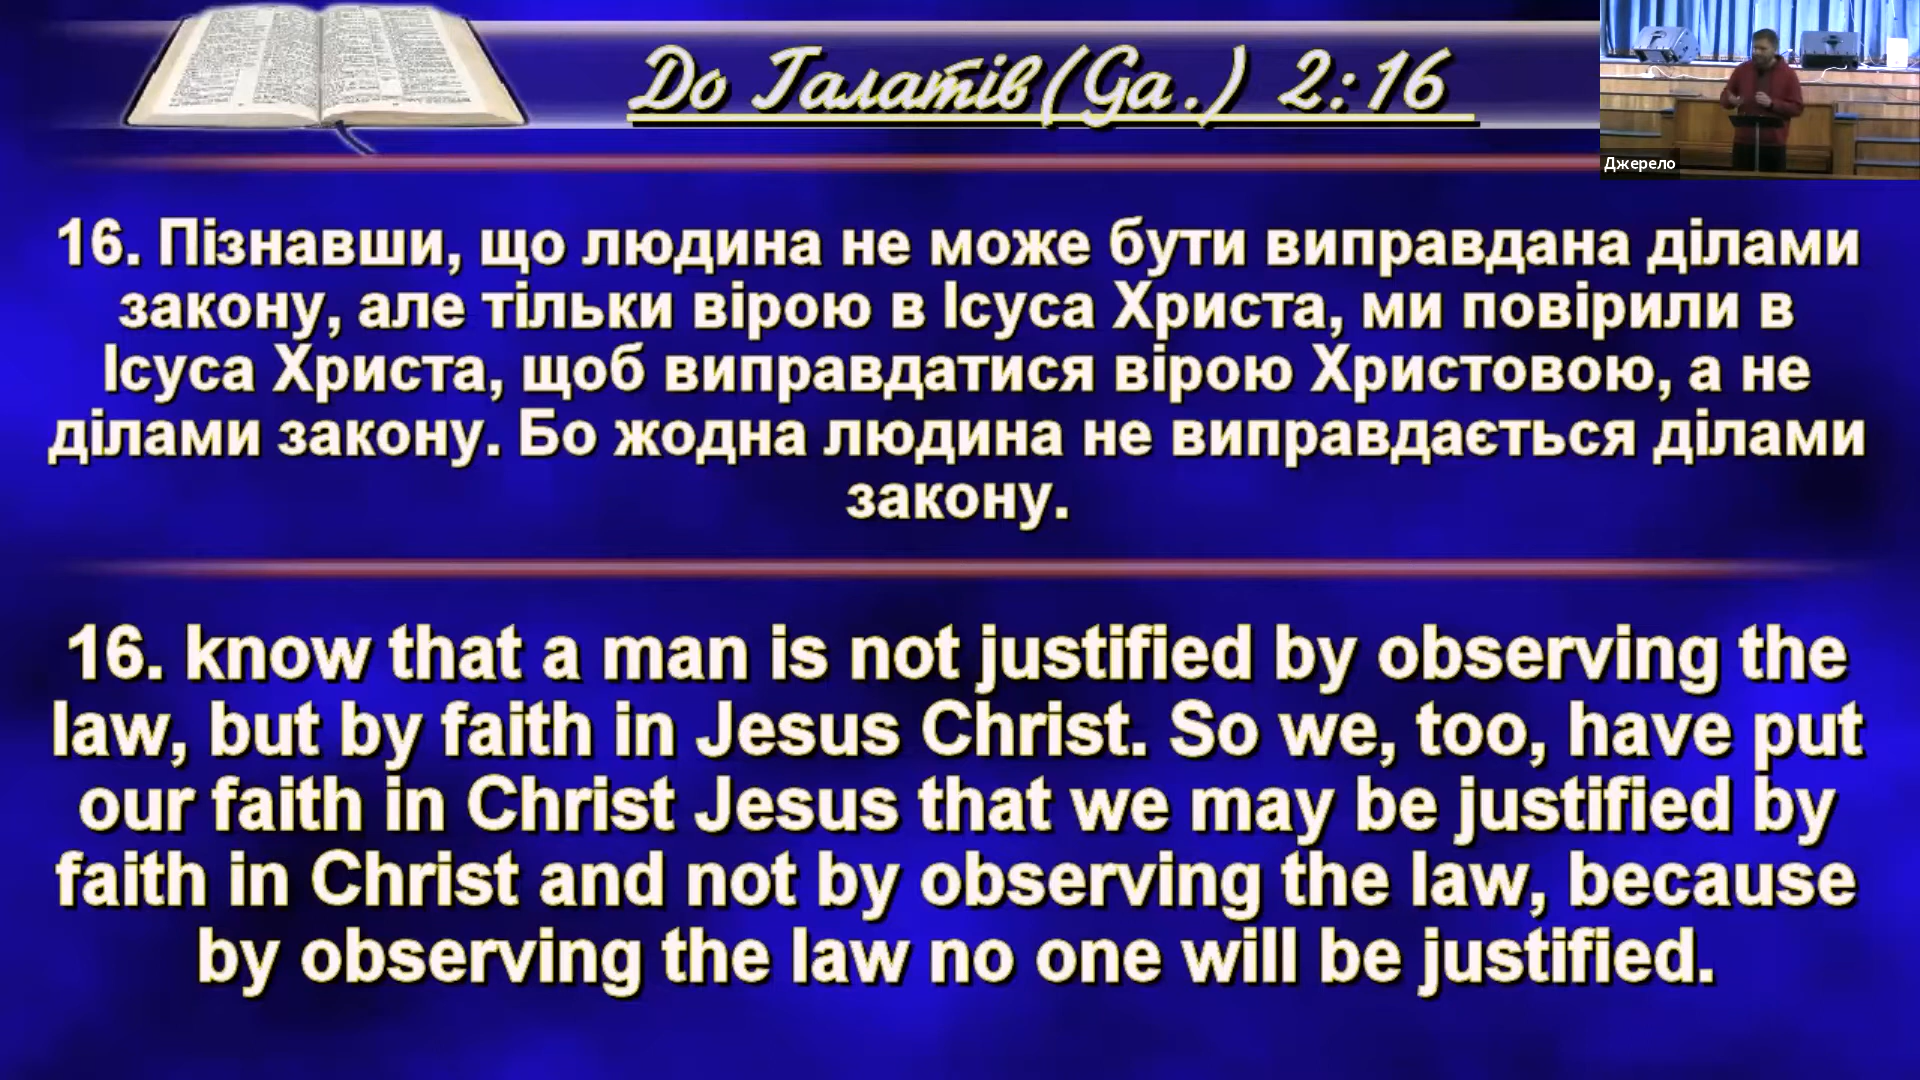 До Галатів(Ga.) 2:16
Джерело
16. Пізнавши, що людина не може бути виправдана ділами
закону, але тільки вірою в Ісуса Христа, ми повірили в
Ісуса Христа, щоб виправдатися вірою Христовою, а не
ділами закону. Бо жодна людина не виправдається ділами
закону.
16. know that a man is not justified by observing the
law, but by faith in Jesus Christ. So we, too, have put
our faith in Christ Jesus that we may be justified by
faith in Christ and not by observing the law, because
by observing the law no one will be justified.